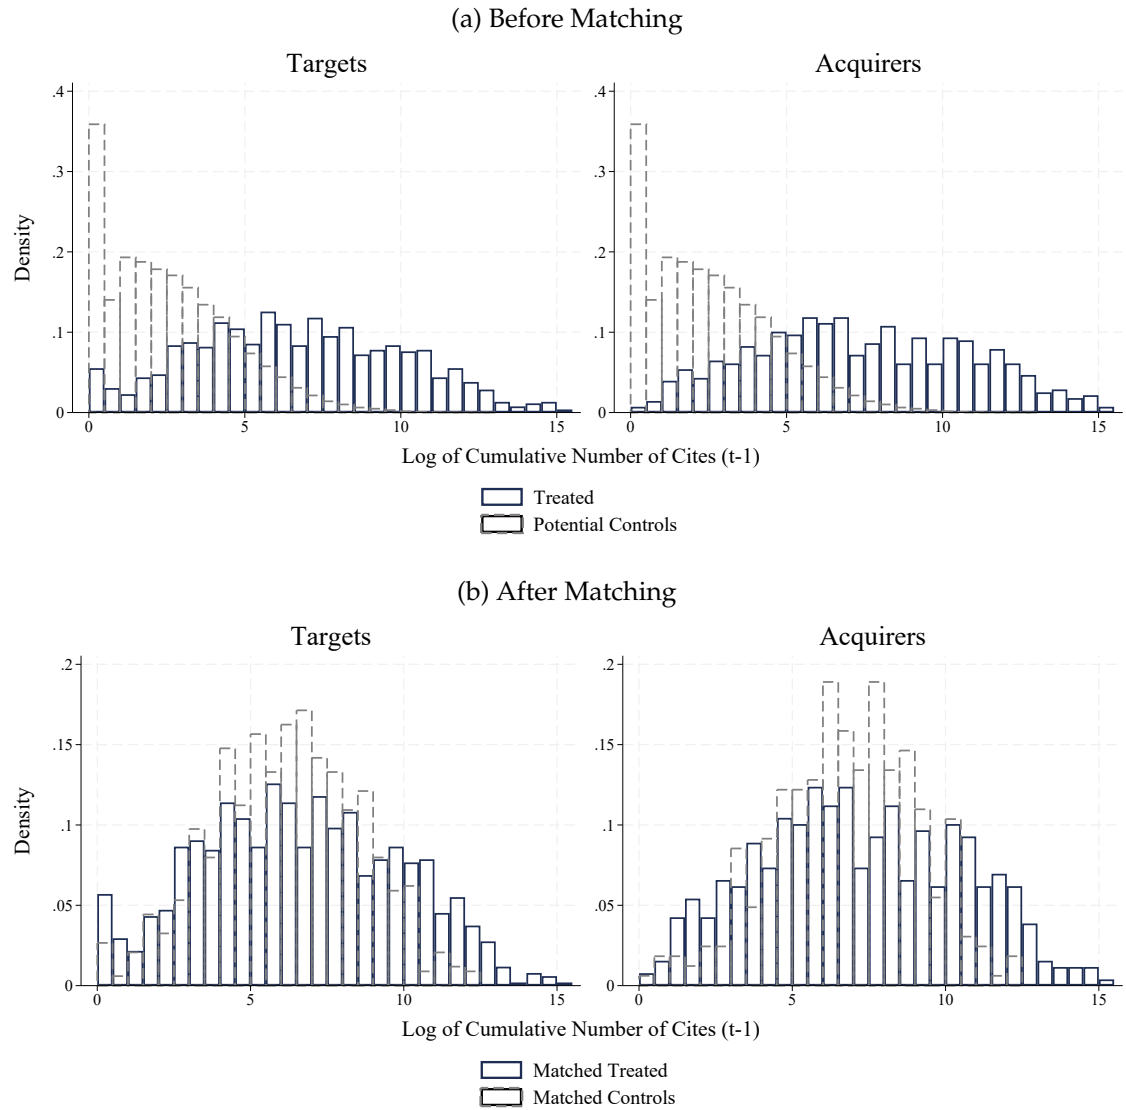 (a) Before Matching
Targets
Acquirers
Density
.4
.3
.2
.1
0
0
5
10
15
.4
.3
.2
.1
0
0
5
10
15
Log of Cumulative Number of Cites (t-1)
Treated
Potential Controls
(b) After Matching
Targets
Acquirers
Density
.2
.15
.1
.05
0
0
5
10
15
.2
.15
.1
.05
0
0
5
10
15
Log of Cumulative Number of Cites (t-1)
Matched Treated
Matched Controls